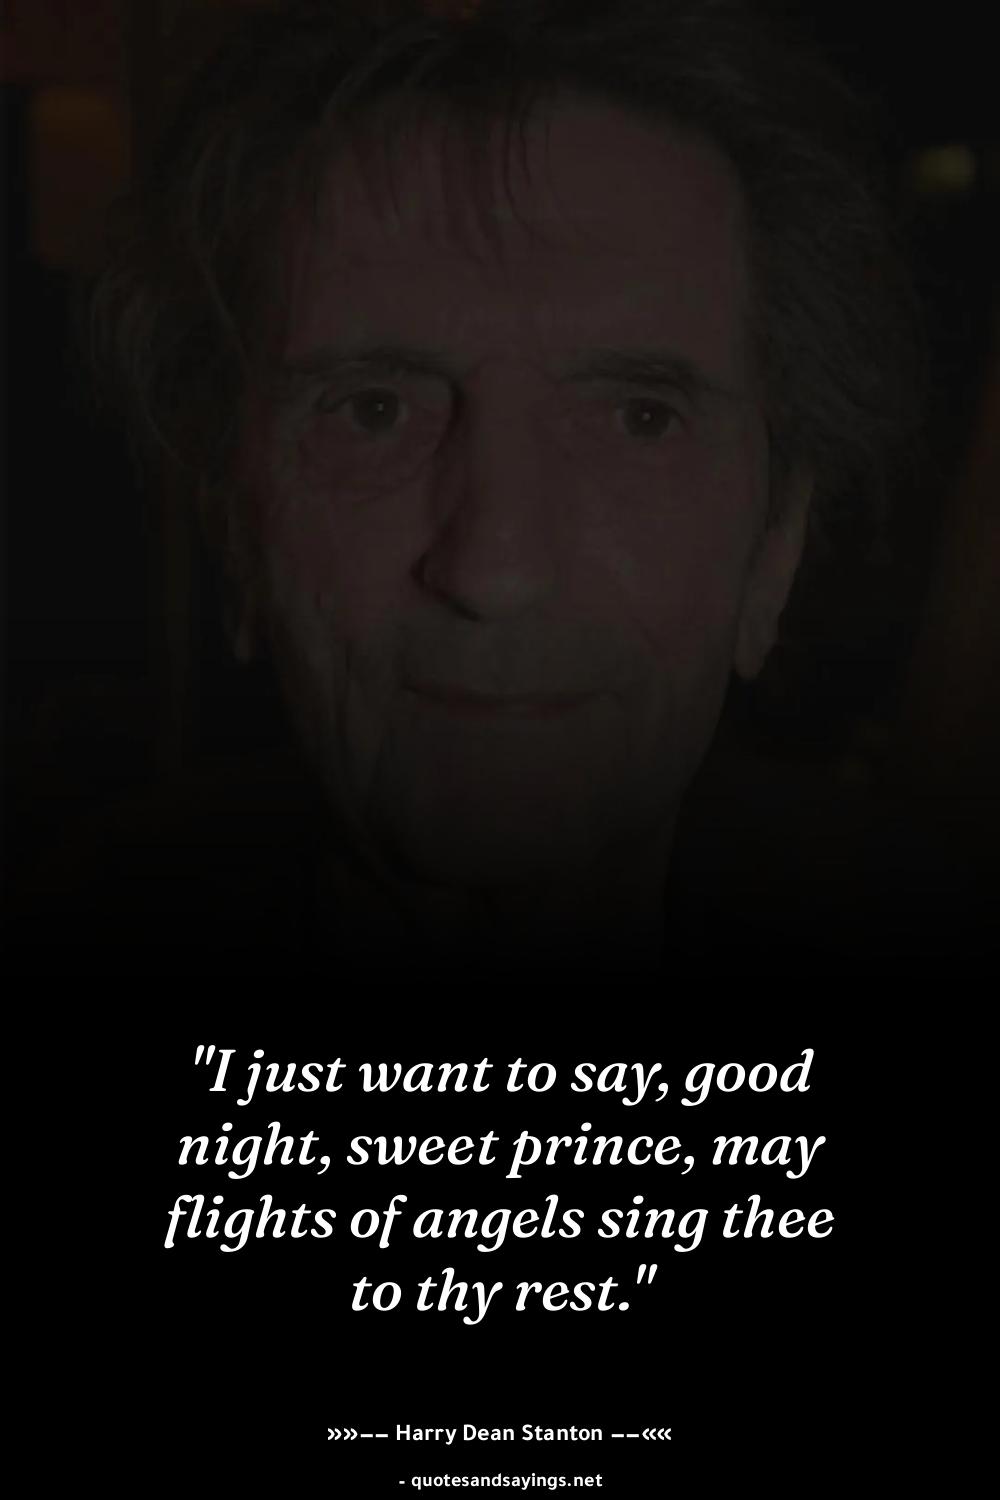 "I just want to say, good
night, sweet prince, may
flights of angels sing thee
to thy rest."
»»−− Harry Dean Stanton −−««
- quotesandsayings.net